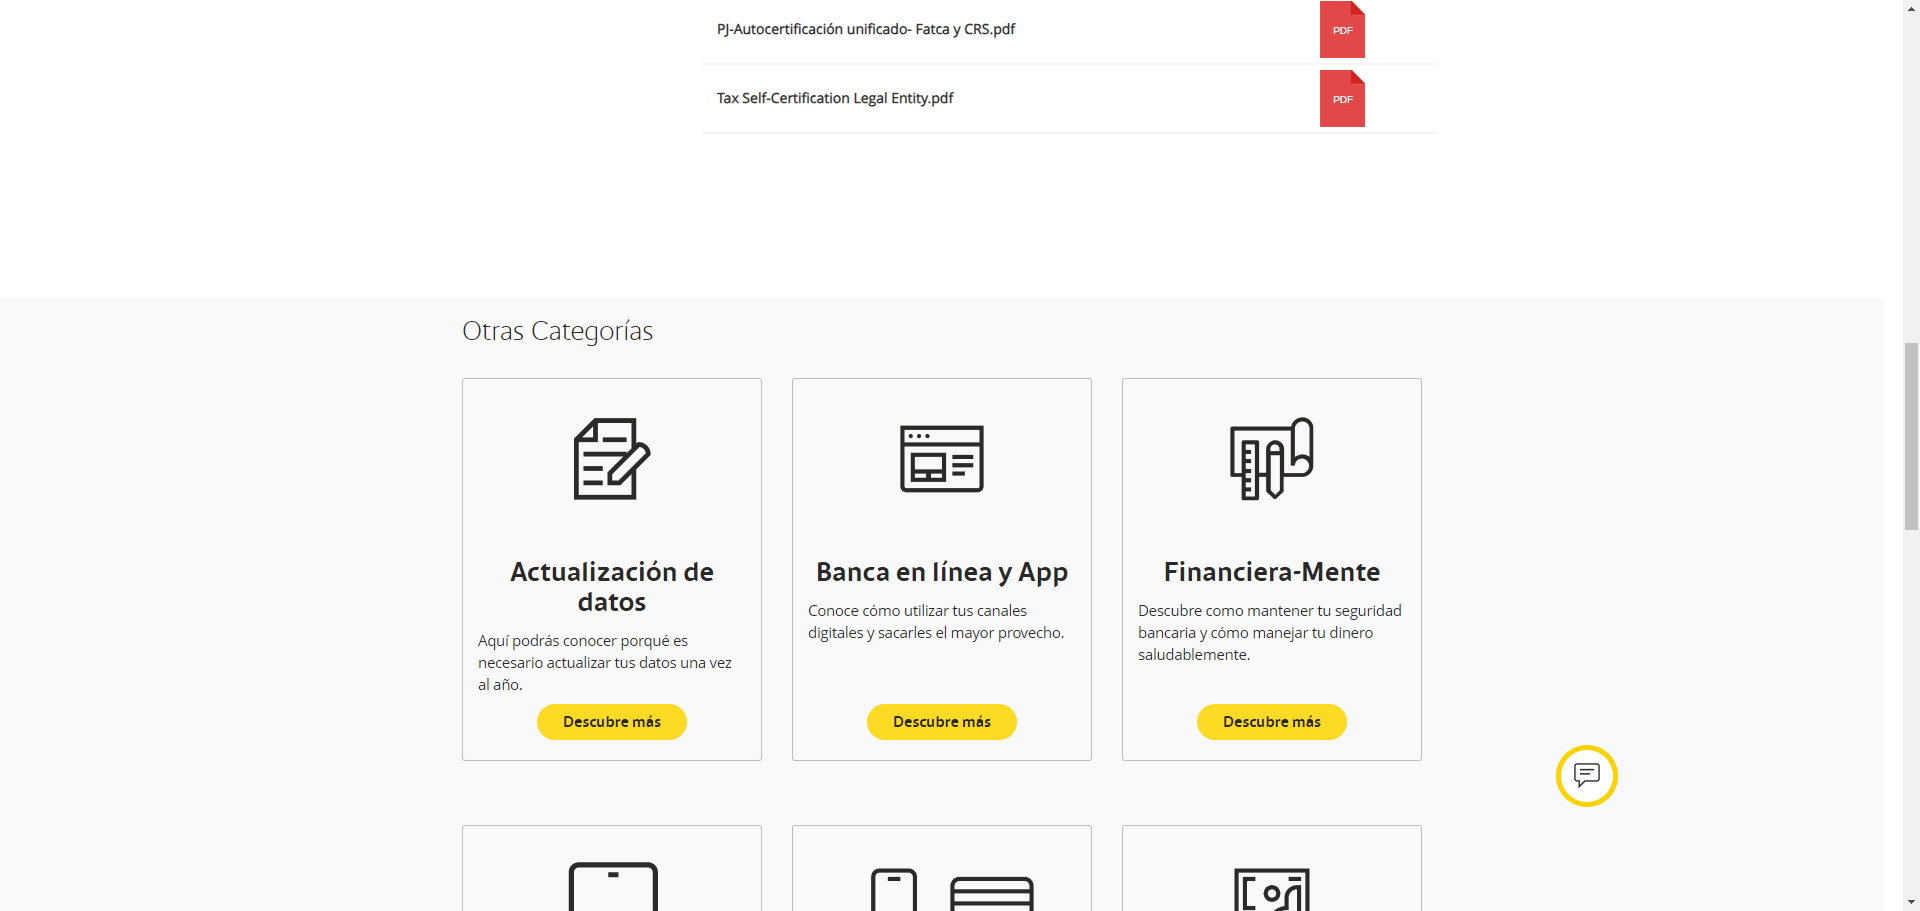 PJ-Autocertificación unificado- Fatca y CRS.pdf
PDF
Tax Self-Certification Legal Entity.pdf
PDF
Otras Categorías
Actualización de
datos
Aquí podrás conocer porqué es
necesario actualizar tus datos una vez
al año.
Descubre más
Banca en línea y App
Conoce cómo utilizar tus canales
digitales y sacarles el mayor provecho.
Descubre más
Financiera-Mente
Descubre como mantener tu seguridad
bancaria y cómo manejar tu dinero
saludablemente.
Descubre más